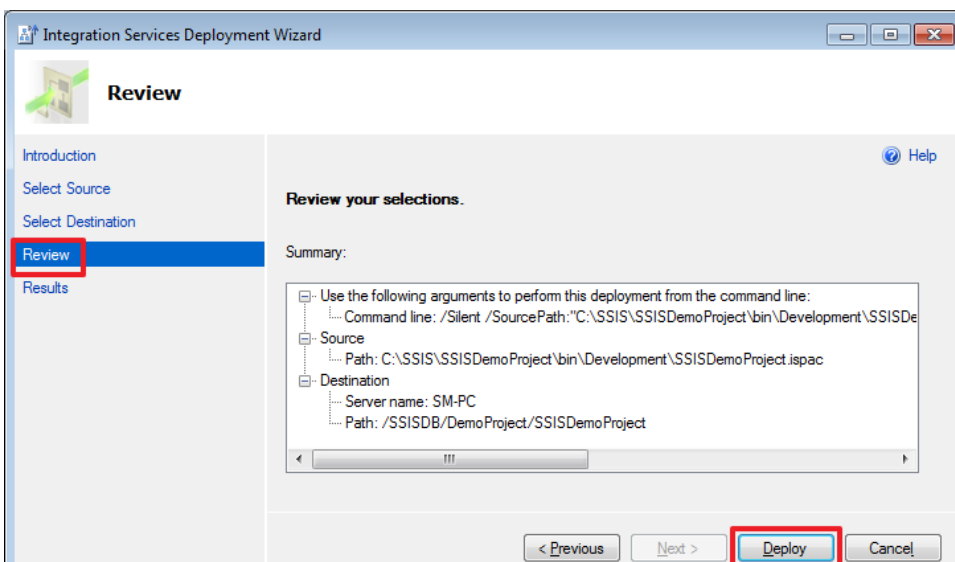 Integration Services Deployment Wizard
Review
Introduction
Help
Select Source
Review your selections.
Select Destination
Review
Summary:
Results
Use the following arguments to perform this deployment from the command line:
Command line: /Silent /SourcePath:"C:\SSIS\SSISDemoProject\bin\Development\SSISDe
Source
Path: C:\SSIS\SSISDemoProject\bin\Development\SSISDemoProject.ispac
Destination
Server name: SM-PC
Path: /SSISDB/DemoProject/SSISDemoProject
< Previous Next > Deploy Cancel